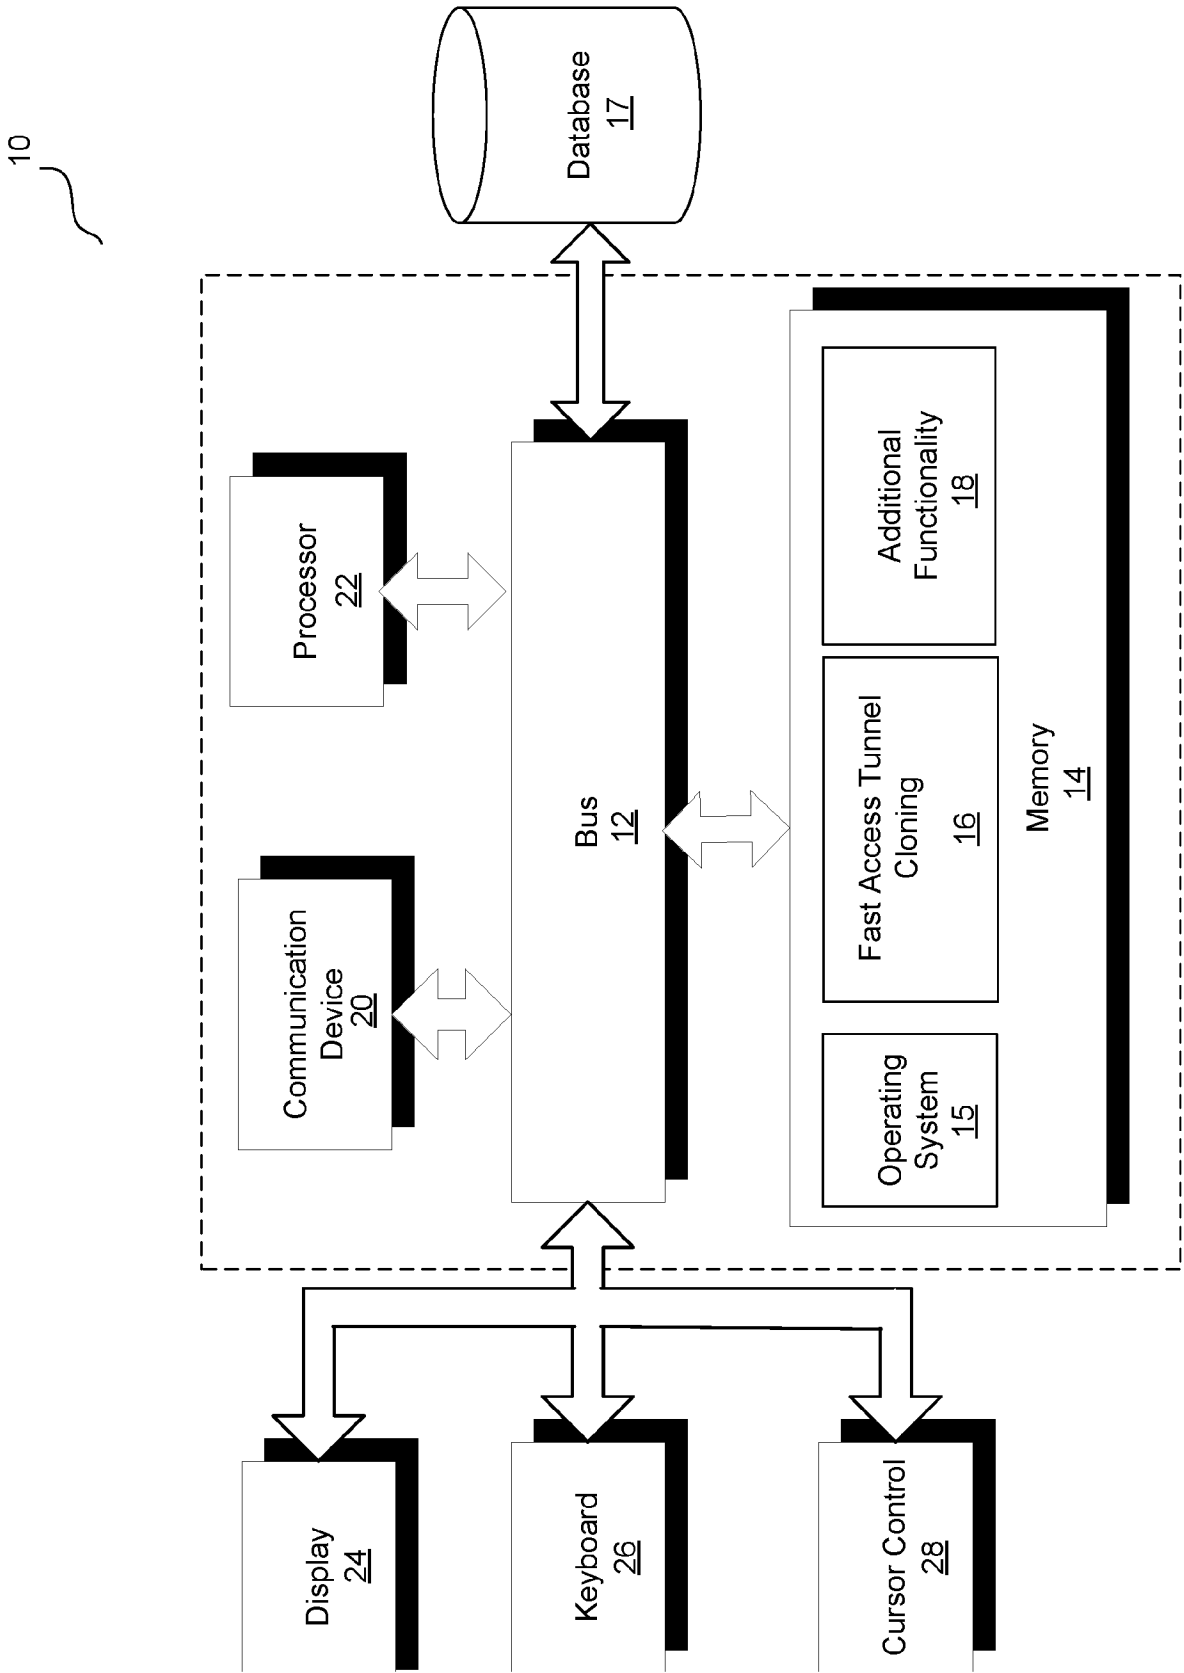 10
Display
24
Keyboard
26
Cursor Control
28
Communication
Device
20
Processor
22
Bus
12
Database
17
Operating
System
15
Fast Access Tunnel
Cloning
16
Additional
Functionality
18
Memory
14